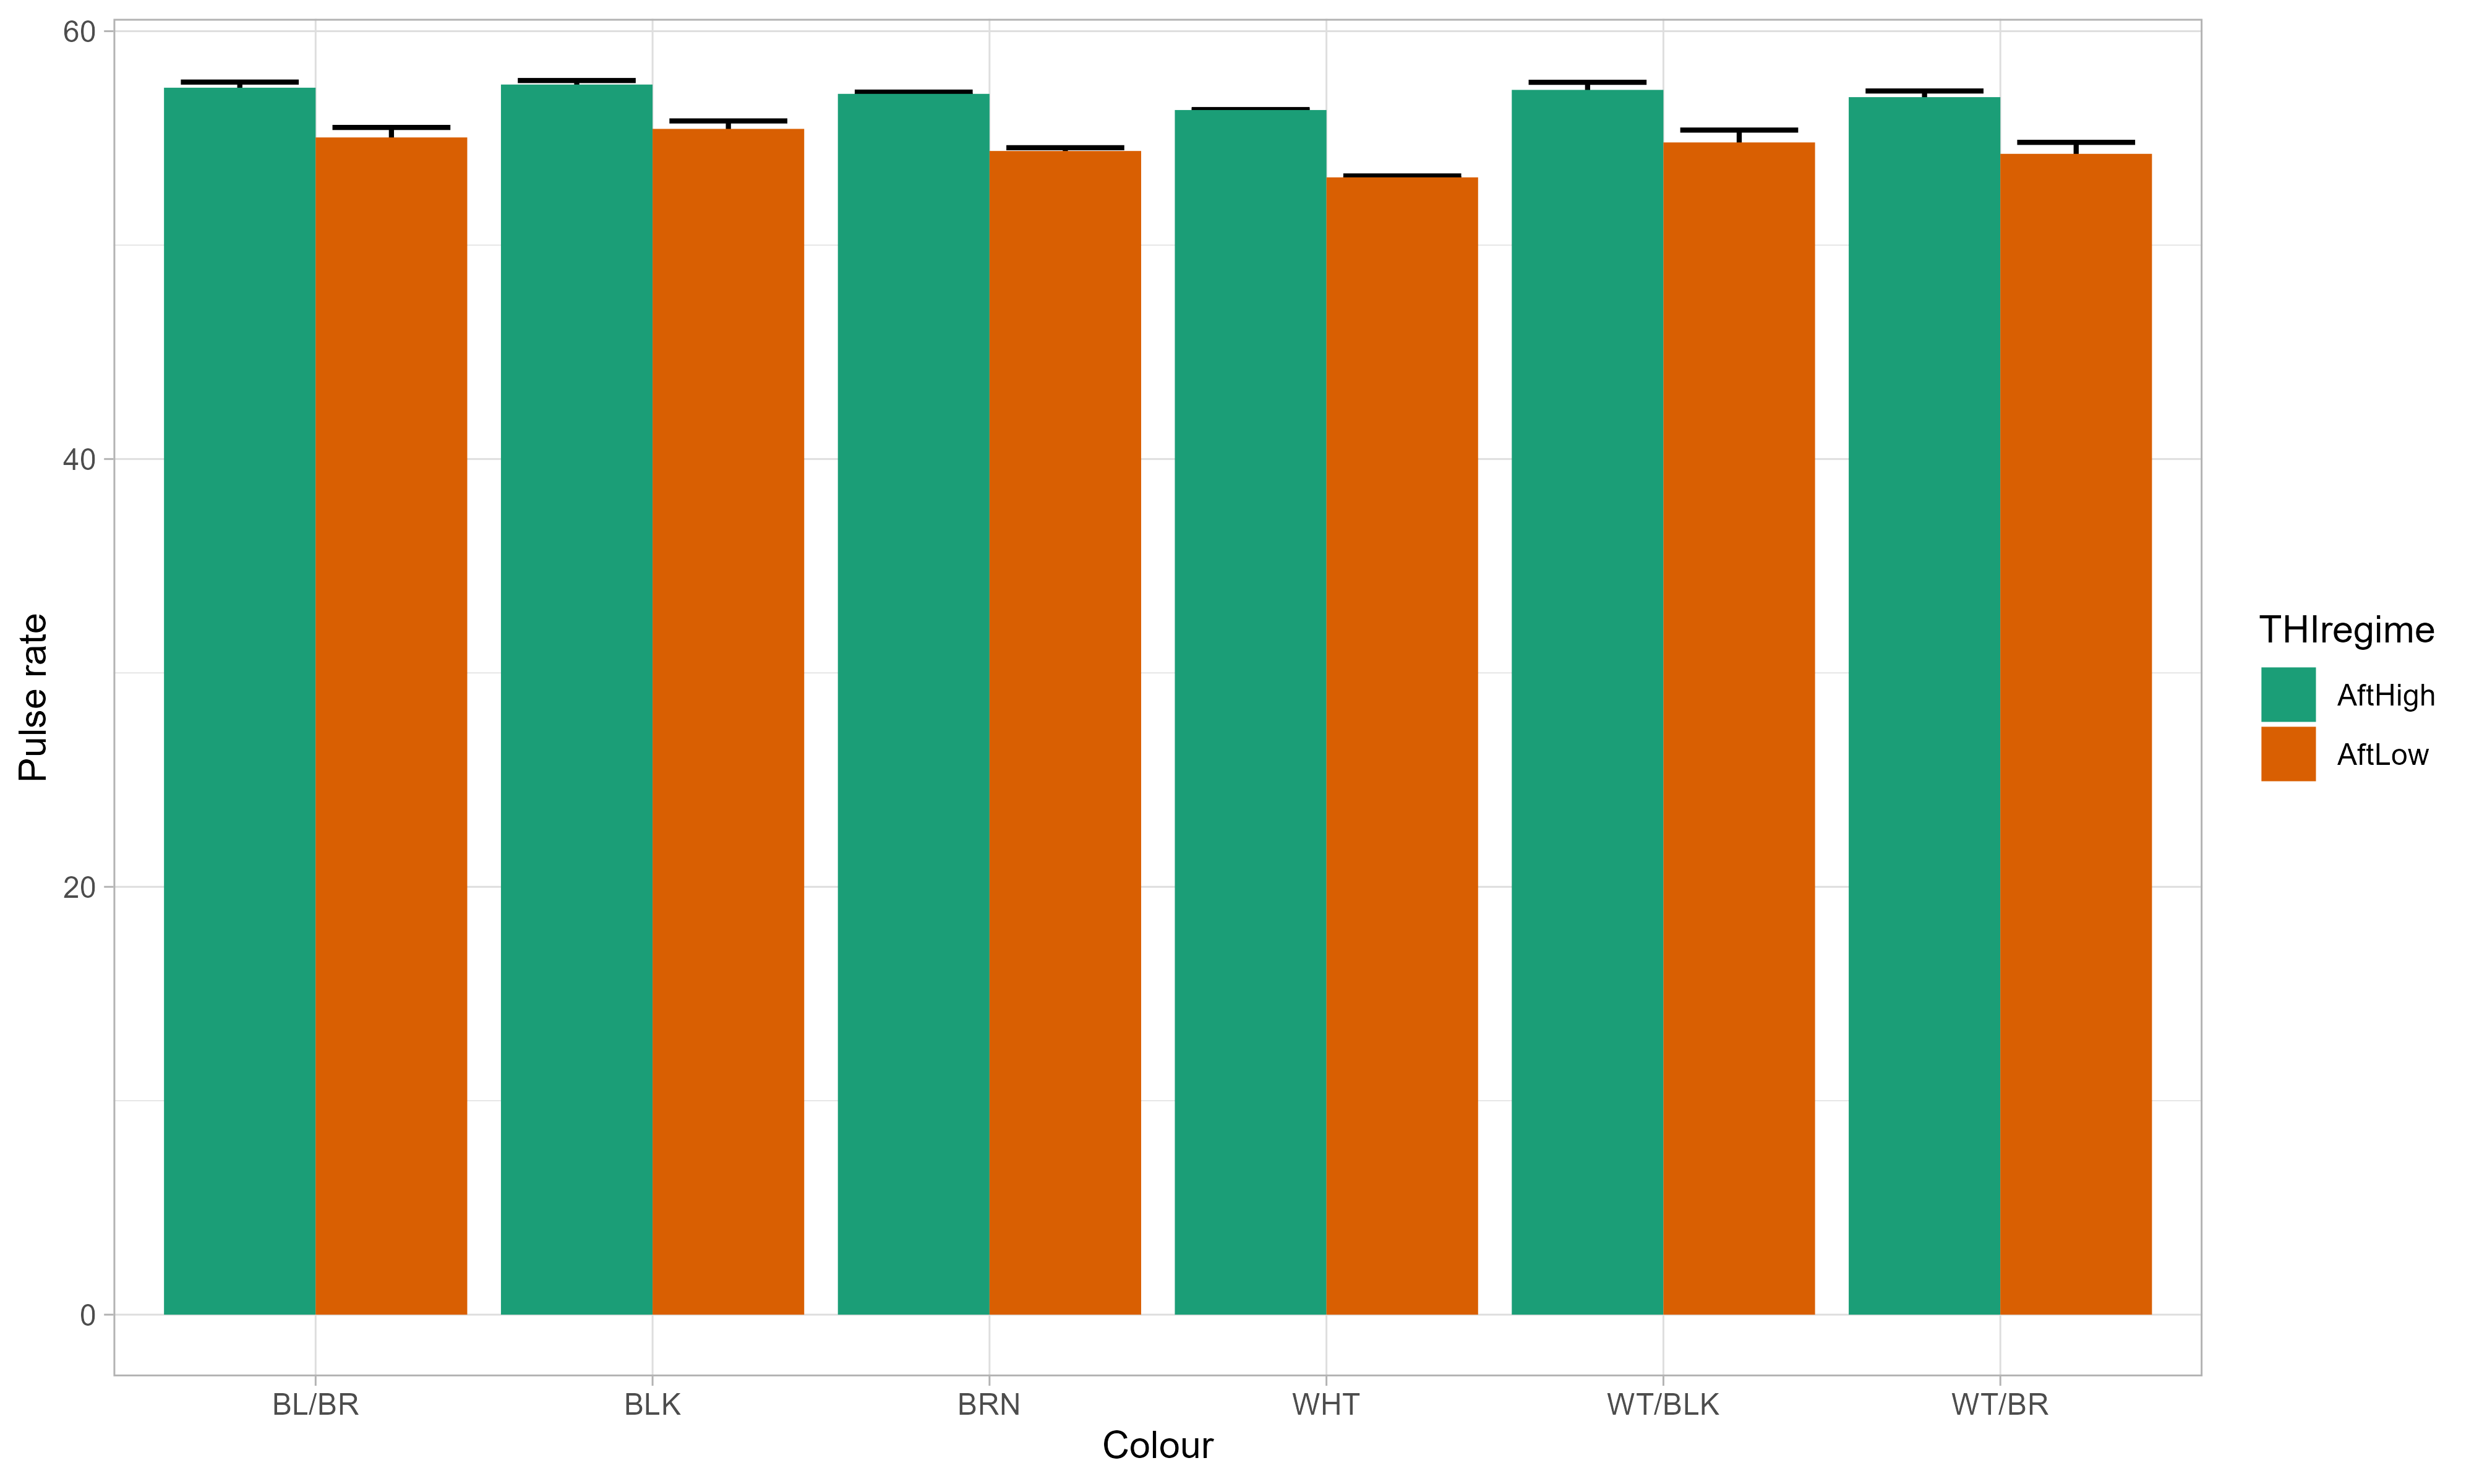 60
40
20
0
Pulse rate
BL/BR BLK BRN WHT WT/BLK WT/BR
Colour
THIregime
AftHigh
AftLow